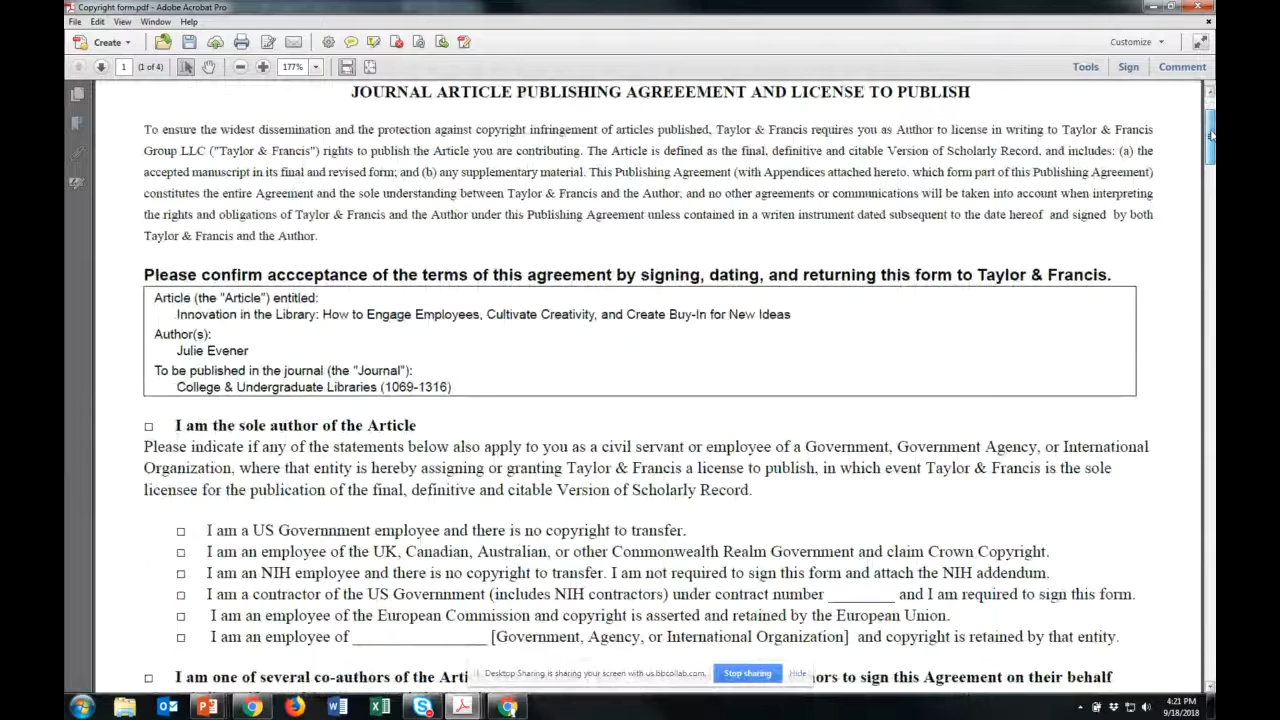 Copyright form.pdf - Adobe Acrobat Pro
File Edit View Window Help
Create Customize
1 (1 of 4) 177% Tools Sign Comment
JOURNAL ARTICLE PUBLISHING AGREEEMENT AND LICENSE TO PUBLISH
To ensure the widest dissemination and the protection against copyright infringement of articles published, Taylor & Francis requires you as Author to license in writing to Taylor & Francis
Group LLC ("Taylor & Francis") rights to publish the Article you are contributing. The Article is defined as the final, definitive and citable Version of Scholarly Record, and includes: (a) the
accepted manuscript in its final and revised form; and (b) any supplementary material. This Publishing Agreement (with Appendices attached hereto, which form part of this Publishing Agreement)
constitutes the entire Agreement and the sole understanding between Taylor & Francis and the Author; and no other agreements or communications will be taken into account when interpreting
the rights and obligations of Taylor & Francis and the Author under this Publishing Agreement unless contained in a writen instrument dated subsequent to the date hereof and signed by both
Taylor & Francis and the Author.
Please confirm accceptance of the terms of this agreement by signing, dating, and returning this form to Taylor & Francis.
Article (the "Article") entitled:
Innovation in the Library: How to Engage Employees, Cultivate Creativity, and Create Buy-In for New Ideas
Author(s):
Julie Evener
To be published in the journal (the "Journal"):
College & Undergraduate Libraries (1069-1316)
I am the sole author of the Article
Please indicate if any of the statements below also apply to you as a civil servant or employee of a Government, Government Agency, or International
Organization, where that entity is hereby assigning or granting Taylor & Francis a license to publish, in which event Taylor & Francis is the sole
licensee for the publication of the final, definitive and citable Version of Scholarly Record.
I am a US Governnment employee and there is no copyright to transfer.
I am an employee of the UK, Canadian, Australian, or other Commonwealth Realm Government and claim Crown Copyright.
I am an NIH employee and there is no copyright to transfer. I am not required to sign this form and attach the NIH addendum.
I am a contractor of the US Governnment (includes NIH contractors) under contract number ________ and I am required to sign this form.
I am an employee of the European Commission and copyright is asserted and retained by the European Union.
I am an employee of ________________ [Government, Agency, or International Organization] and copyright is retained by that entity.
Desktop Sharing is sharing your screen with us.bbcollab.com. Stop sharing Hide
I am one of several co-authors of the Arti ors to sign this Agreement on their behalf
4:21 PM
9/18/2018